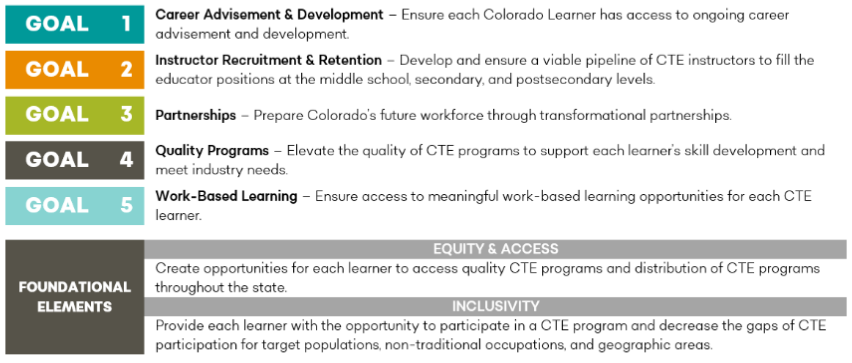 GOAL 1
Career Advisement & Development – Ensure each Colorado Learner has access to ongoing career
advisement and development.
GOAL 2
Instructor Recruitment & Retention – Develop and ensure a viable pipeline of CTE instructors to fill the
educator positions at the middle school, secondary, and postsecondary levels.
GOAL 3
Partnerships – Prepare Colorado's future workforce through transformational partnerships.
GOAL 4
Quality Programs – Elevate the quality of CTE programs to support each learner's skill development and
meet industry needs.
GOAL 5
Work-Based Learning – Ensure access to meaningful work-based learning opportunities for each CTE
learner.
FOUNDATIONAL
ELEMENTS
EQUITY & ACCESS
Create opportunities for each learner to access quality CTE programs and distribution of CTE programs
throughout the state.
INCLUSIVITY
Provide each learner with the opportunity to participate in a CTE program and decrease the gaps of CTE
participation for target populations, non-traditional occupations, and geographic areas.